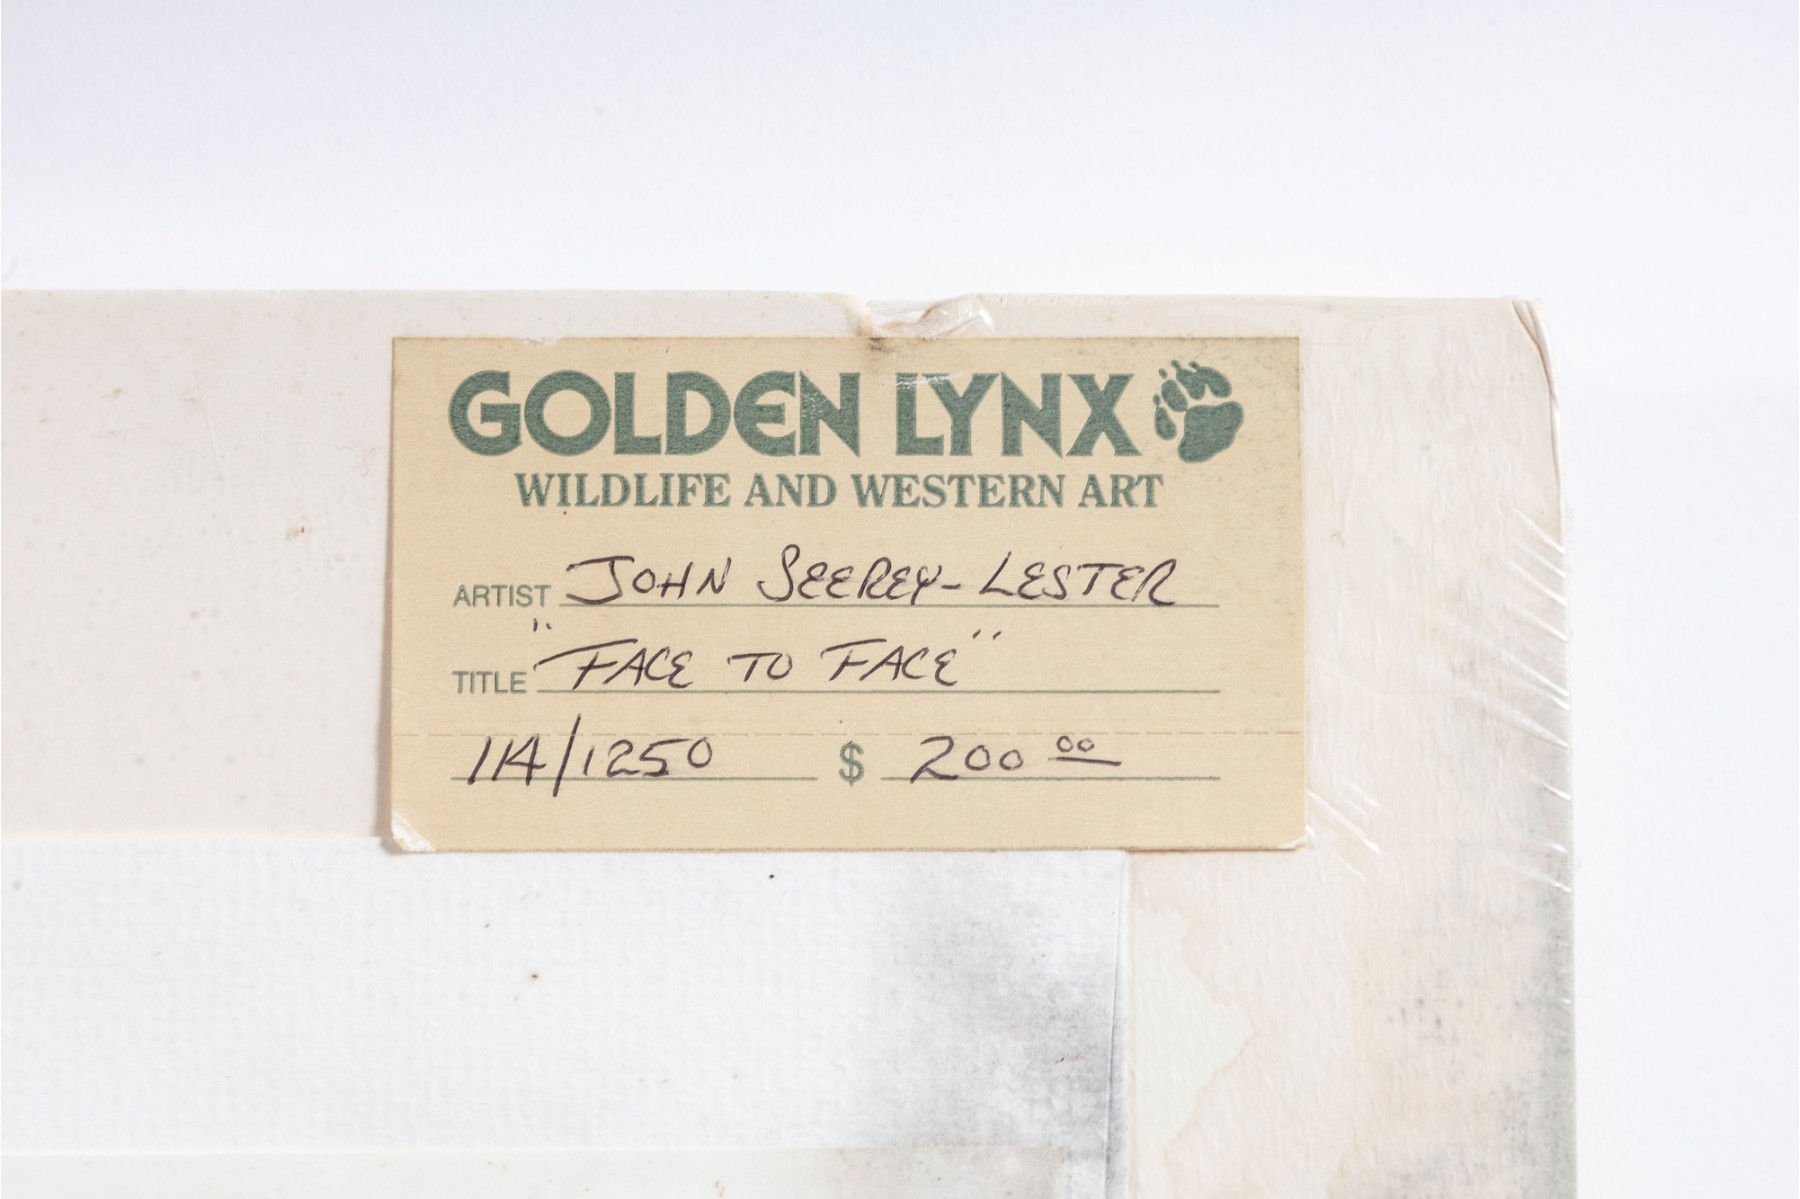 GOLDEN LYNX
WILDLIFE AND WESTERN ART
ARTIST JOHN SEEREY-LESTER
TITLE "FACE TO FACE"
114/1250 $ 200 00